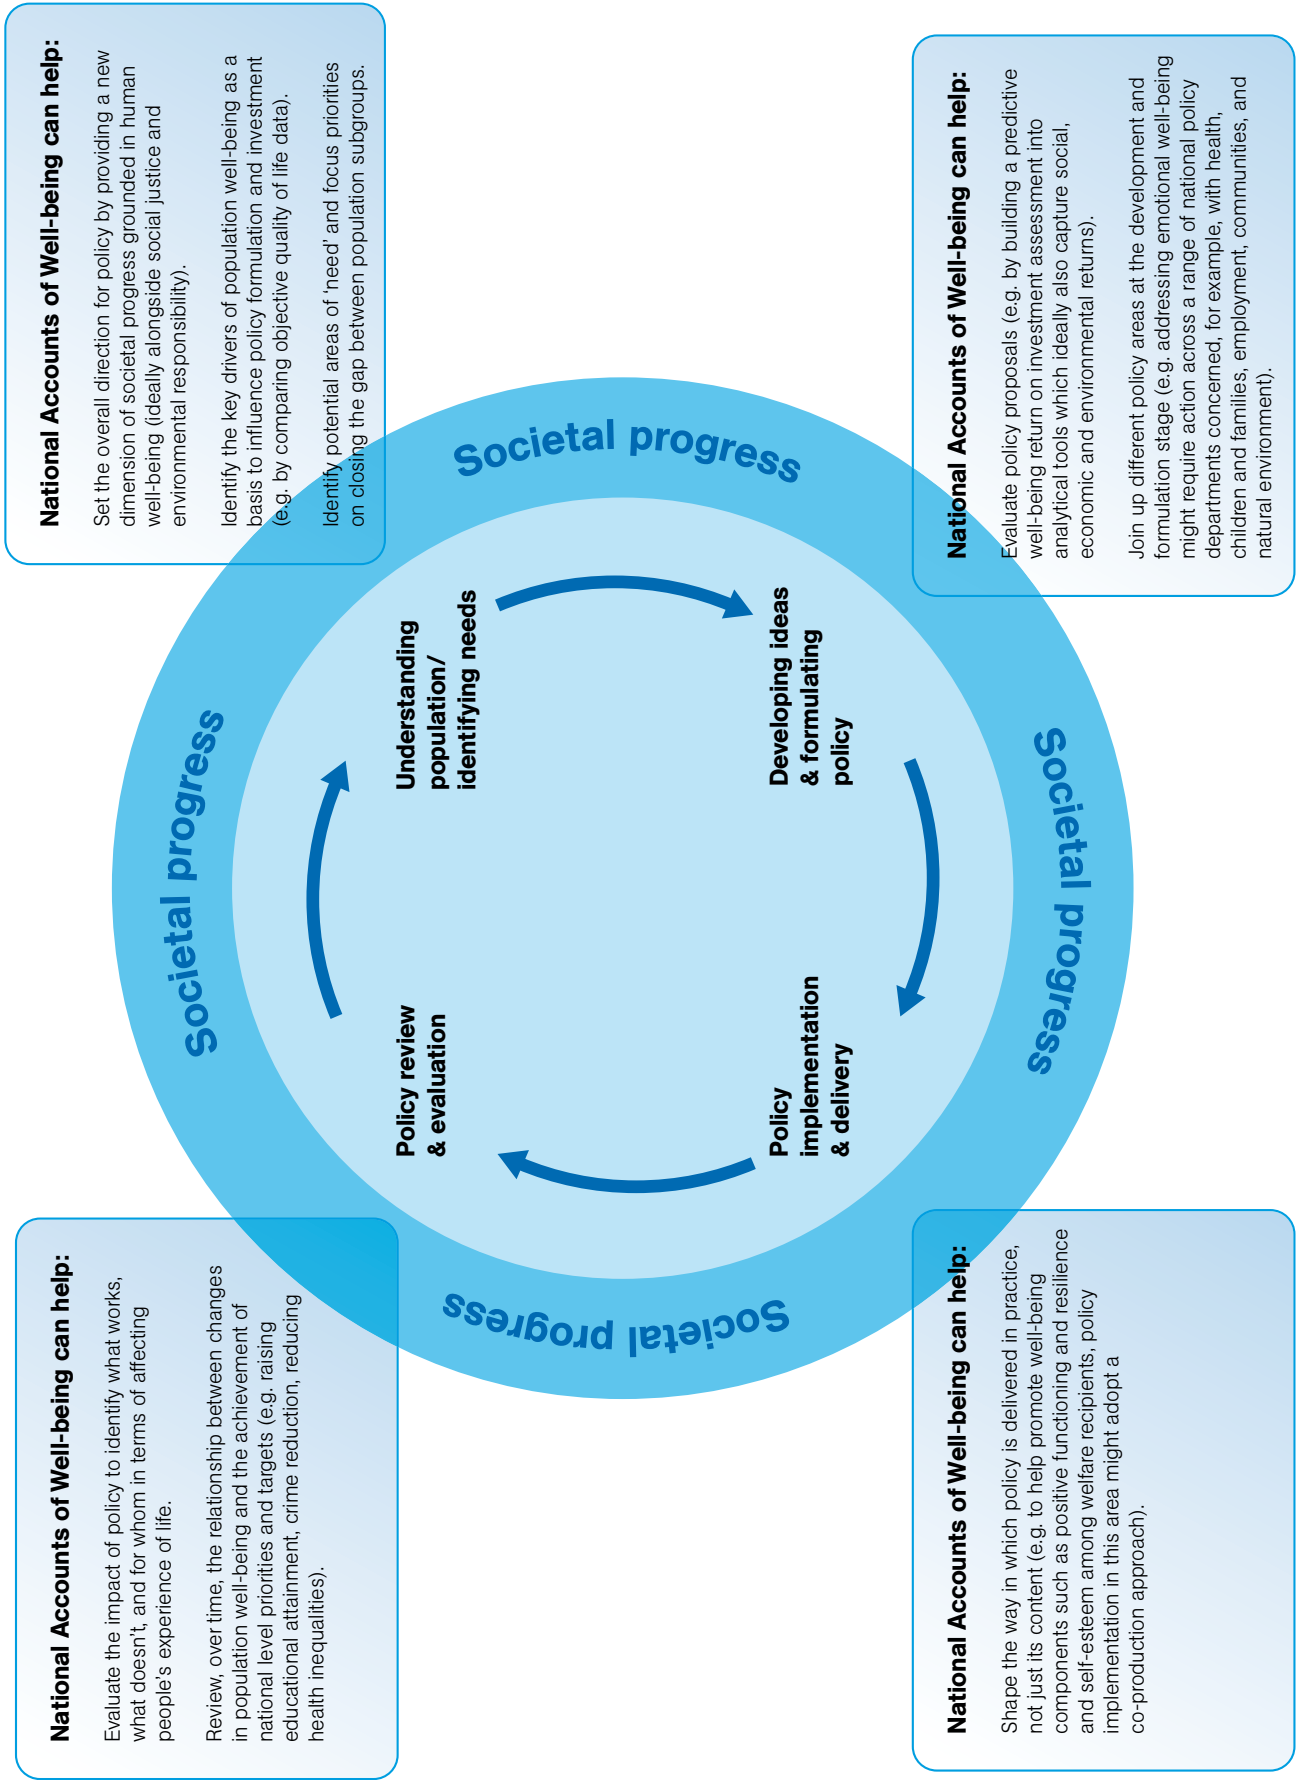 National Accounts of Well-being can help:
Evaluate the impact of policy to identify what works,
what doesn't, and for whom in terms of affecting
people's experience of life.
Review, over time, the relationship between changes
in population well-being and the achievement of
national level priorities and targets (e.g. raising
educational attainment, crime reduction, reducing
health inequalities).
National Accounts of Well-being can help:
Set the overall direction for policy by providing a new
dimension of societal progress grounded in human
well-being (ideally alongside social justice and
environmental responsibility).
Identify the key drivers of population well-being as a
basis to influence policy formulation and investment
(e.g. by comparing objective quality of life data).
Identify potential areas of 'need' and focus priorities
on closing the gap between population subgroups.
Societal progress
Societal progress
Societal progress
Societal progress
Policy review
& evaluation
Understanding
population/
identifying needs
Policy
implementation
& delivery
Developing ideas
& formulating
policy
National Accounts of Well-being can help:
Shape the way in which policy is delivered in practice,
not just its content (e.g. to help promote well-being
components such as positive functioning and resilience
and self-esteem among welfare recipients, policy
implementation in this area might adopt a
co-production approach).
National Accounts of Well-being can help:
Evaluate policy proposals (e.g. by building a predictive
well-being return on investment assessment into
analytical tools which ideally also capture social,
economic and environmental returns).
Join up different policy areas at the development and
formulation stage (e.g. addressing emotional well-being
might require action across a range of national policy
departments concerned, for example, with health,
children and families, employment, communities, and
natural environment).